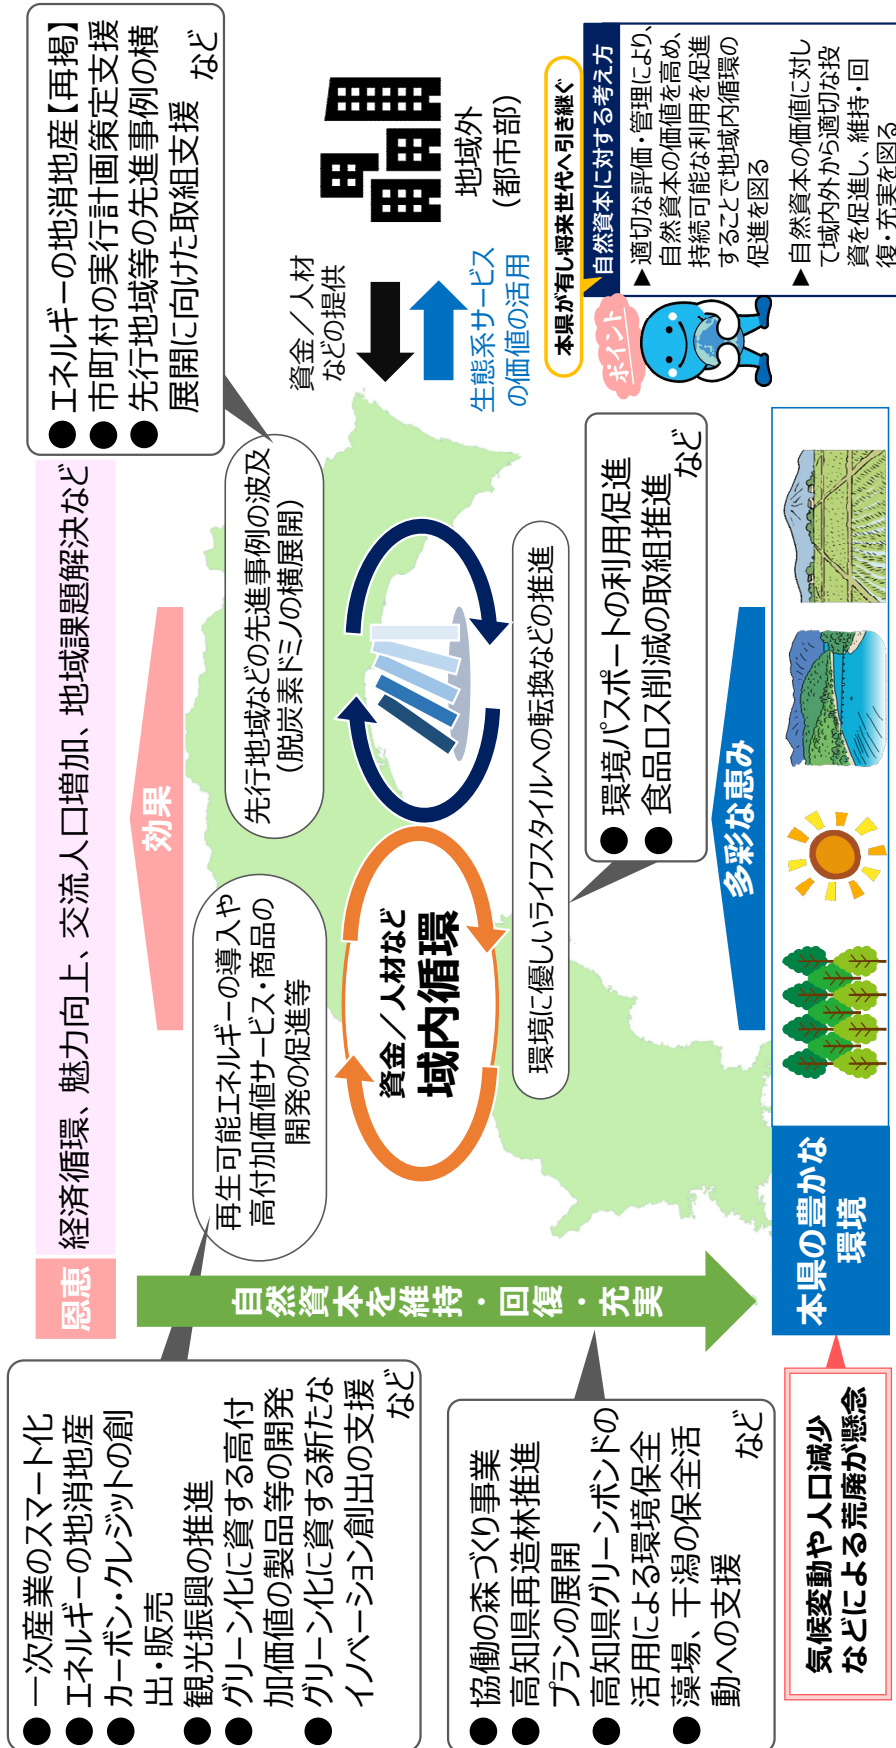 恩恵
経済循環、魅力向上、交流人口増加、地域課題解決など
効果
● 一次産業のスマート化
● エネルギーの地消地産
● カーボン・クレジットの創
出・販売
● 観光振興の推進
● グリーン化に資する高付
加価値の製品等の開発
● グリーン化に資する新たな
イノベーション創出の支援
など
再生可能エネルギーの導入や
高付加価値サービス・商品の
開発の促進等
先行地域などの先進事例の波及
(脱炭素ドミノの横展開)
● エネルギーの地消地産【再掲】
● 市町村の実行計画策定支援
● 先行地域等の先進事例の横
展開に向けた取組支援
など
自然資本を維持・回復・充実
資金／人材など
域内循環
資金／人材
などの提供
生態系サービス
の価値の活用
地域外
(都市部)
環境に優しいライフスタイルへの転換などの推進
● 環境パスポートの利用促進
● 食品ロス削減の取組推進
など
● 協働の森づくり事業
● 高知県再造林推進
プランの展開
● 高知県グリーンボンドの
活用による環境保全
● 藻場、干潟の保全活
動への支援
など
多彩な恵み
本県の豊かな
環境
気候変動や人口減少
などによる荒廃が懸念
ポイント
本県が有し将来世代へ引き継ぐ
自然資本に対する考え方
▶ 適切な評価・管理により、
自然資本の価値を高め、
持続可能な利用を促進
することで地域内循環の
促進を図る
▶ 自然資本の価値に対し
て域内外から適切な投
資を促進し、維持・回
復・充実を図る